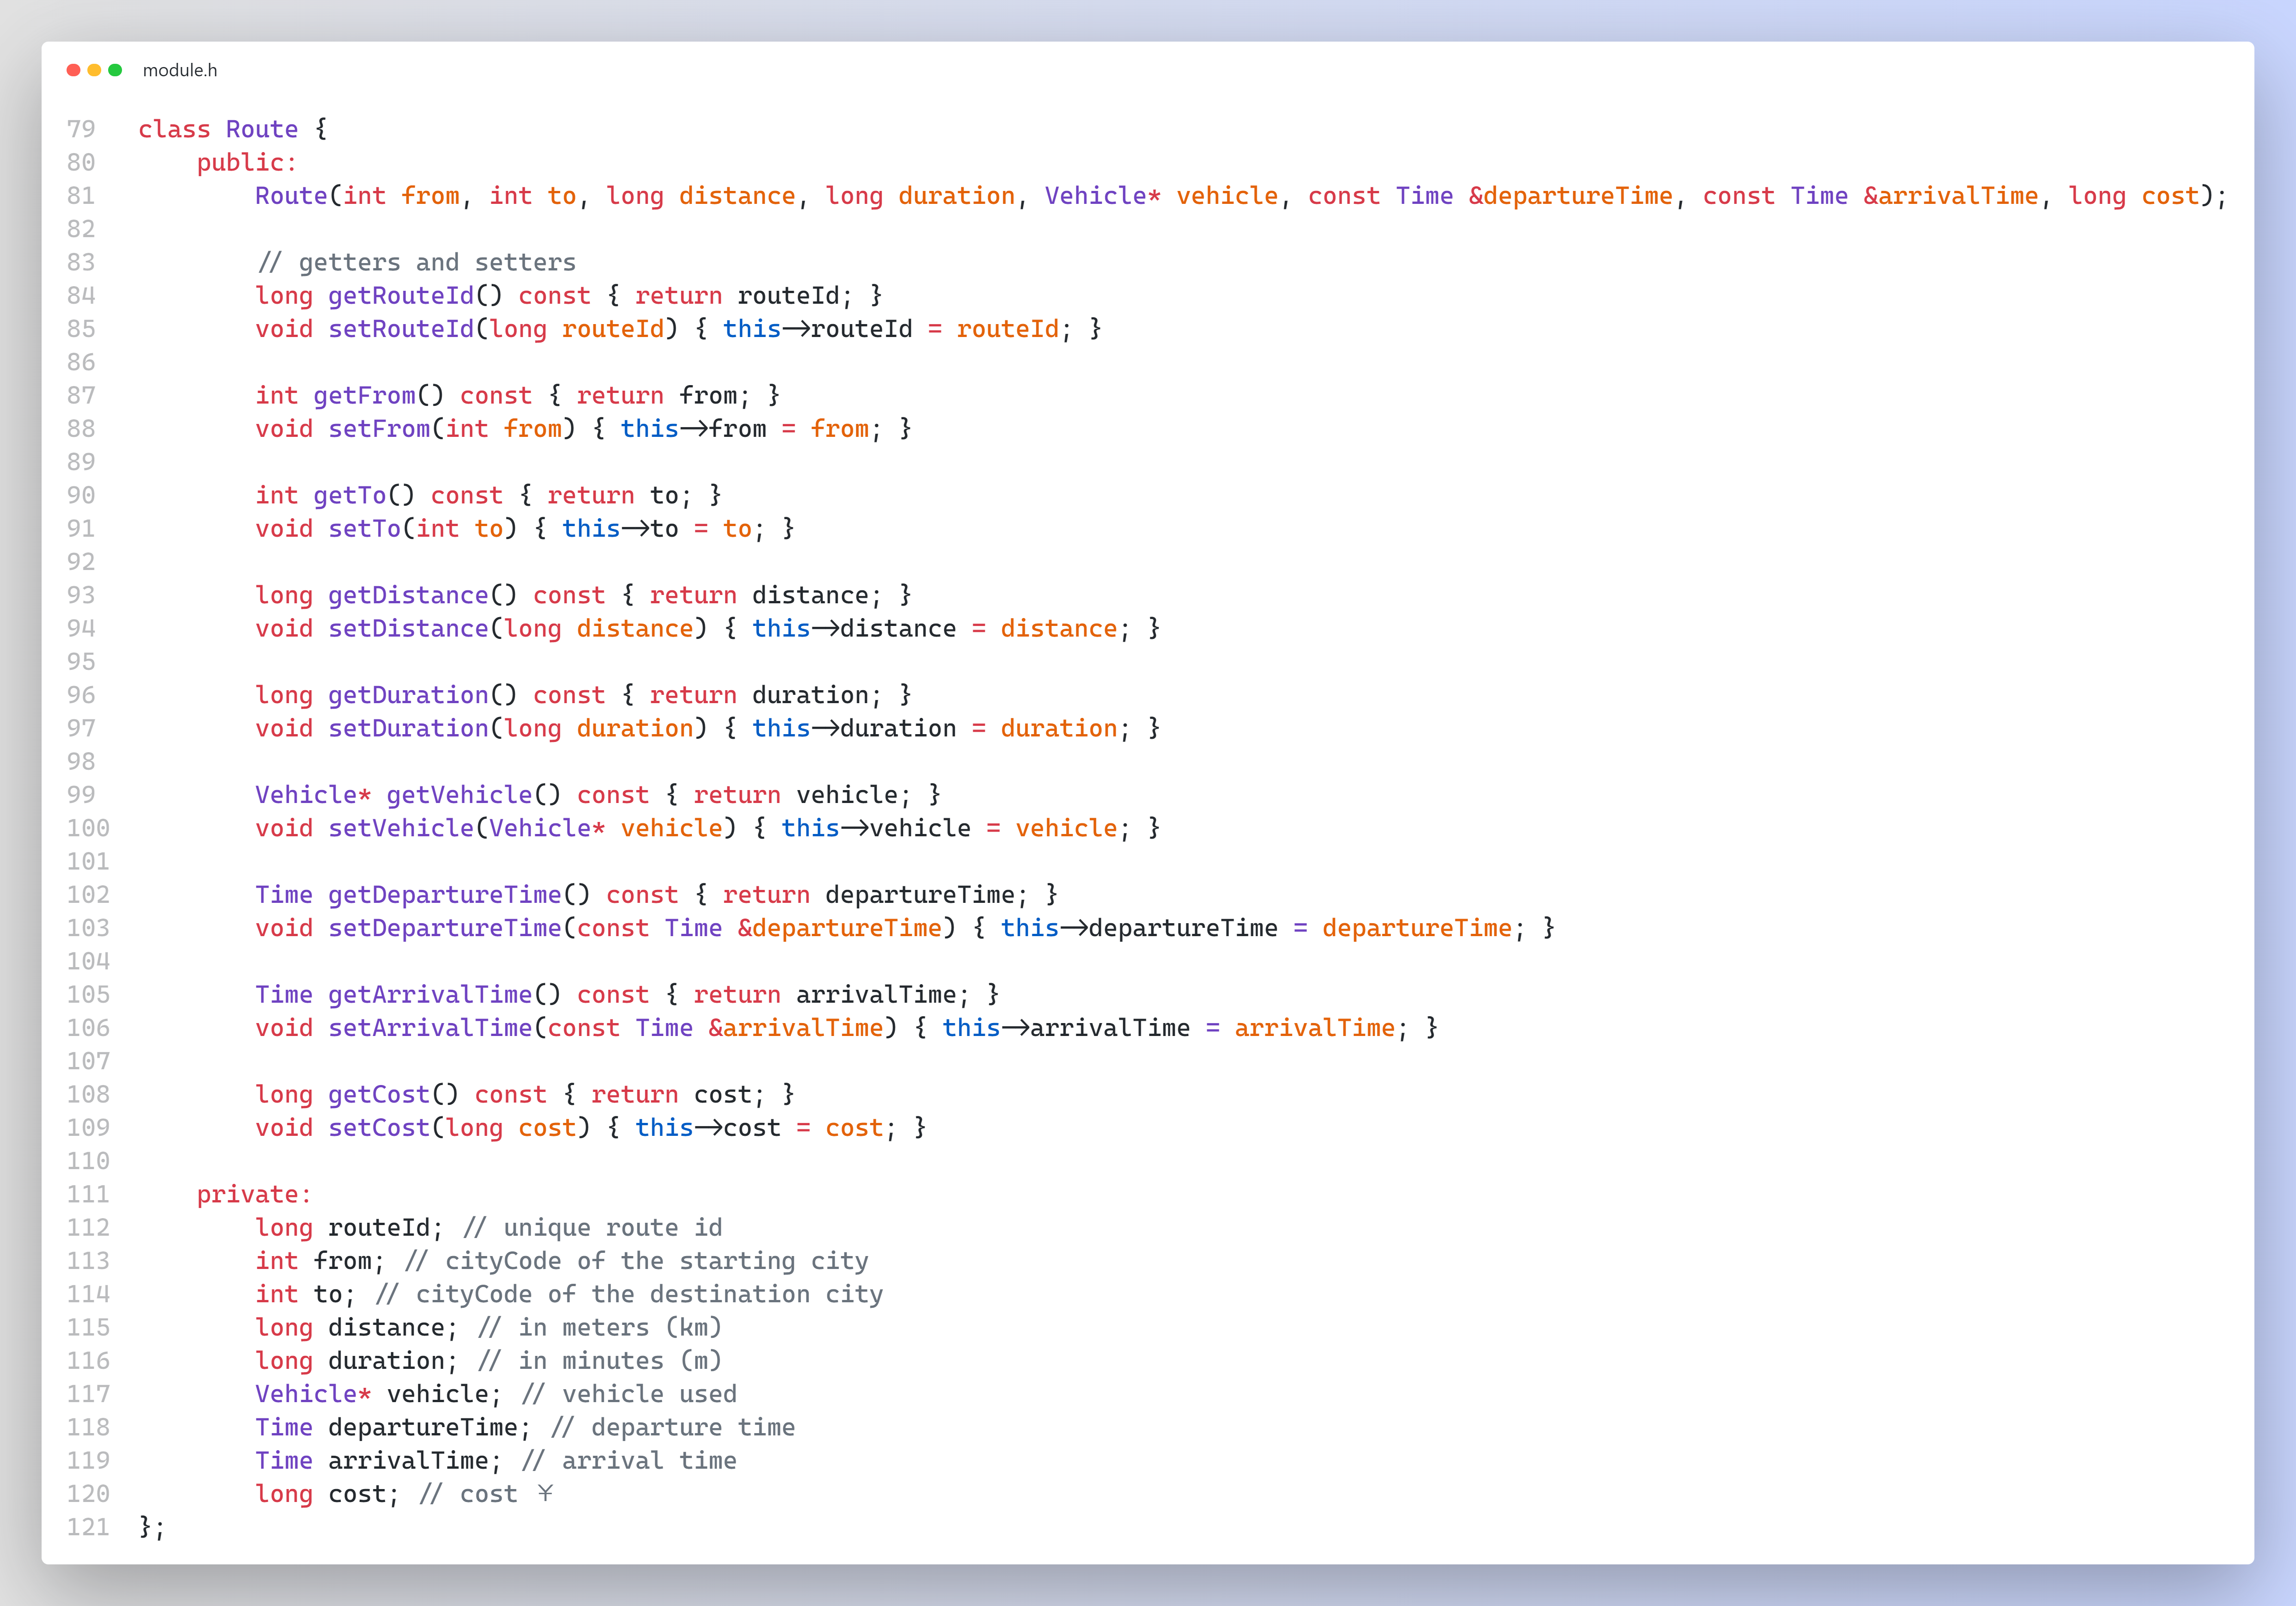 module.h
79 class Route {
80     public:
81         Route(int from, int to, long distance, long duration, Vehicle* vehicle, const Time &departureTime, const Time &arrivalTime, long cost);
82
83         // getters and setters
84         long getRouteId() const { return routeId; }
85         void setRouteId(long routeId) { this->routeId = routeId; }
86
87         int getFrom() const { return from; }
88         void setFrom(int from) { this->from = from; }
89
90         int getTo() const { return to; }
91         void setTo(int to) { this->to = to; }
92
93         long getDistance() const { return distance; }
94         void setDistance(long distance) { this->distance = distance; }
95
96         long getDuration() const { return duration; }
97         void setDuration(long duration) { this->duration = duration; }
98
99         Vehicle* getVehicle() const { return vehicle; }
100         void setVehicle(Vehicle* vehicle) { this->vehicle = vehicle; }
101
102         Time getDepartureTime() const { return departureTime; }
103         void setDepartureTime(const Time &departureTime) { this->departureTime = departureTime; }
104
105         Time getArrivalTime() const { return arrivalTime; }
106         void setArrivalTime(const Time &arrivalTime) { this->arrivalTime = arrivalTime; }
107
108         long getCost() const { return cost; }
109         void setCost(long cost) { this->cost = cost; }
110
111     private:
112         long routeId; // unique route id
113         int from; // cityCode of the starting city
114         int to; // cityCode of the destination city
115         long distance; // in meters (km)
116         long duration; // in minutes (m)
117         Vehicle* vehicle; // vehicle used
118         Time departureTime; // departure time
119         Time arrivalTime; // arrival time
120         long cost; // cost ¥
121 };